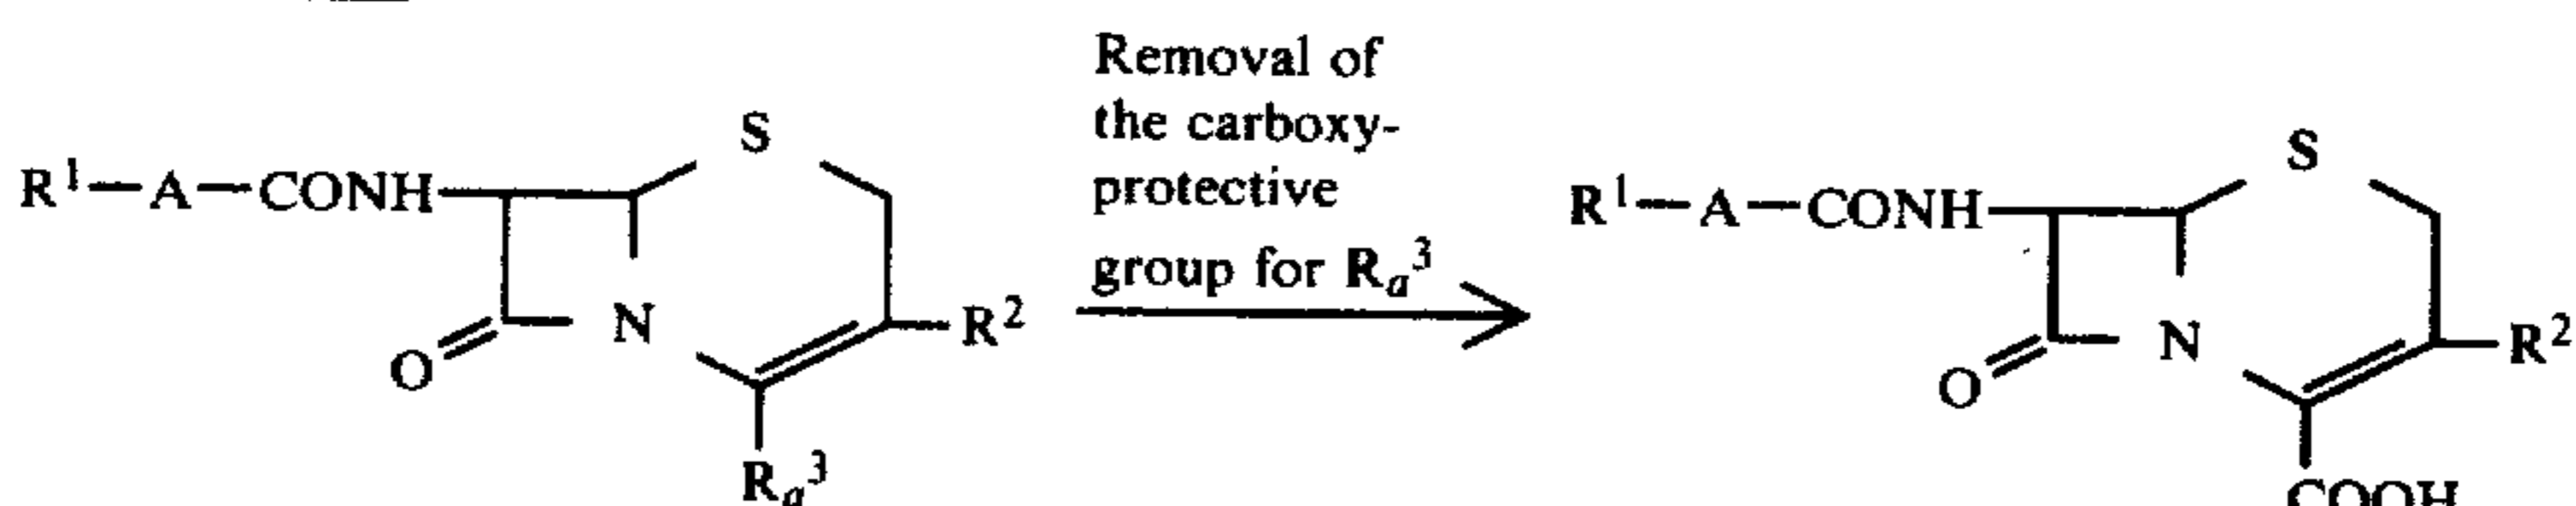 Removal of
the carboxy-
protective
group for Rₐ³
S
R¹—A—CONH
N
R²
O
Rₐ³
S
R¹—A—CONH
N
R²
O
COOH